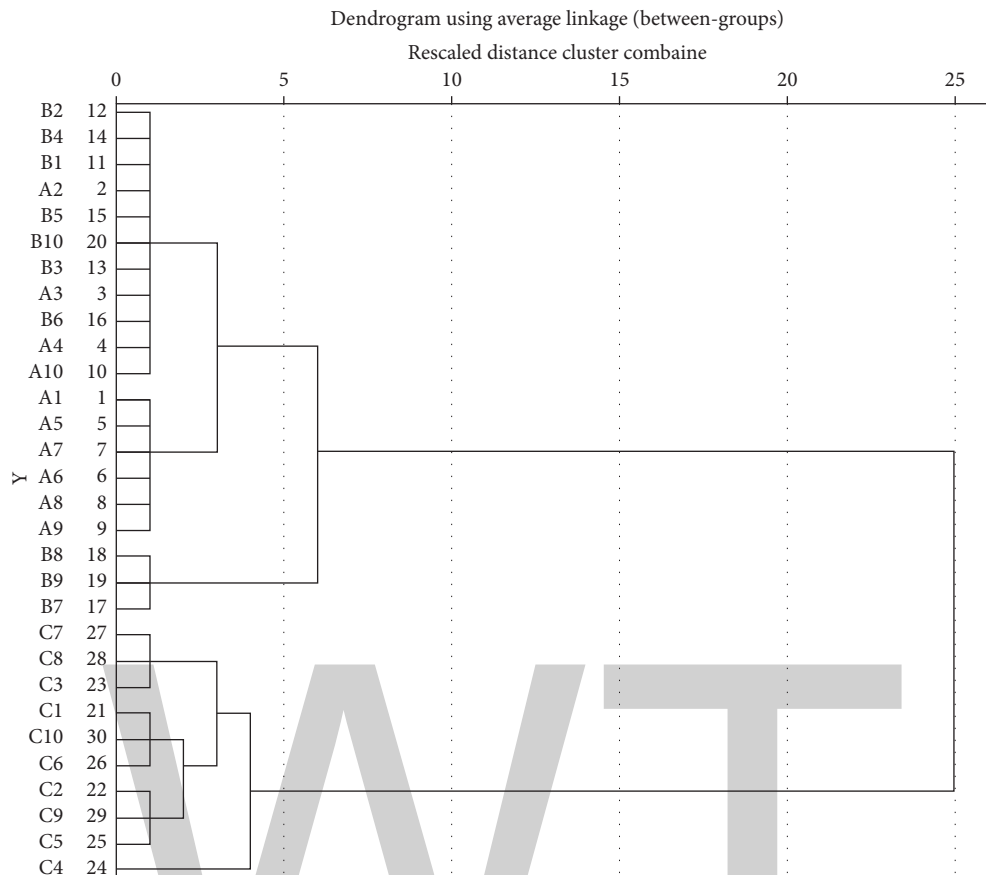 Dendrogram using average linkage (between-groups)
Rescaled distance cluster combaine
0 5 10 15 20 25
B2 12
B4 14
B1 11
A2 2
B5 15
B10 20
B3 13
A3 3
B6 16
A4 4
A10 10
A1 1
A5 5
A7 7
Y
A6 6
A8 8
A9 9
B8 18
B9 19
B7 17
C7 27
C8 28
C3 23
C1 21
C10 30
C6 26
C2 22
C9 29
C5 25
C4 24
WT